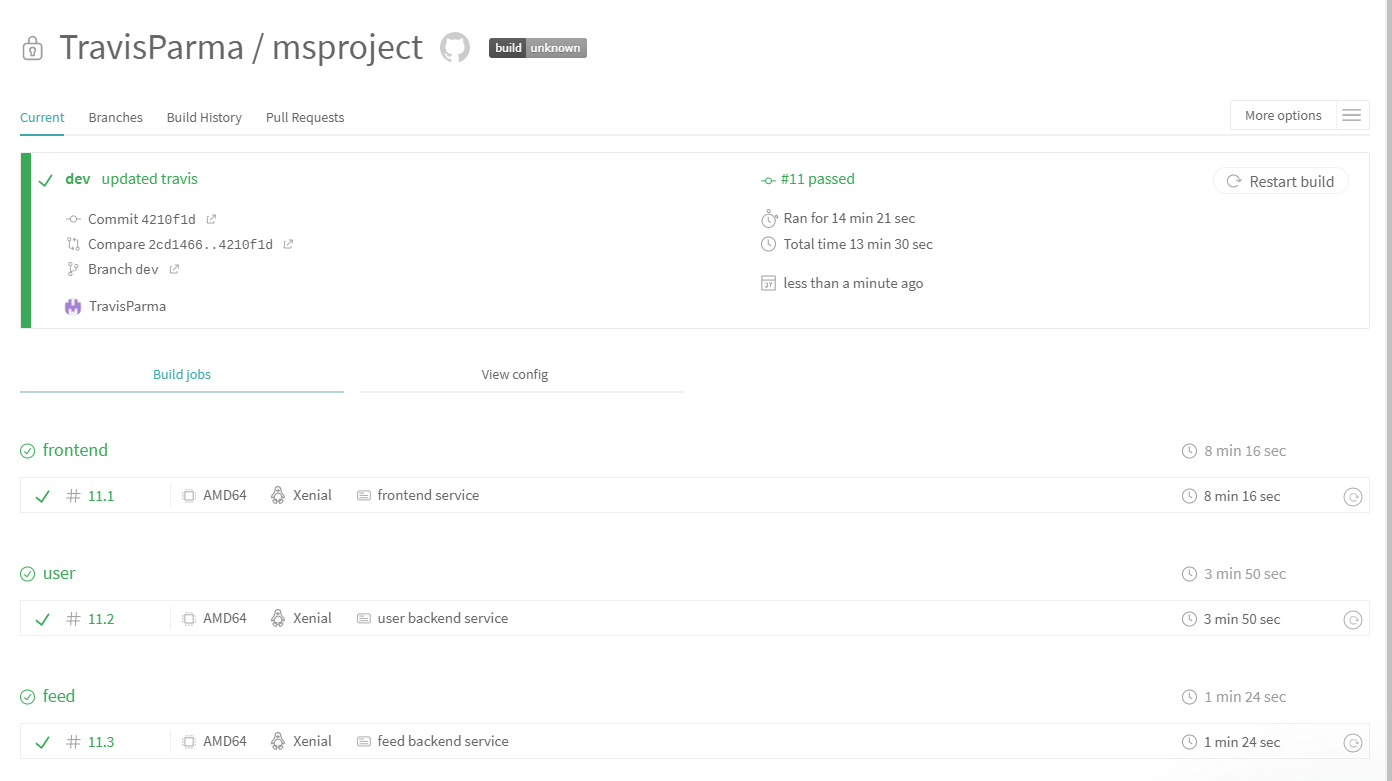 TravisParma / msproject build unknown
Current Branches Build History Pull Requests More options
dev updated travis #11 passed Restart build
Commit 4210f1d Ran for 14 min 21 sec
Compare 2cd1466..4210f1d Total time 13 min 30 sec
Branch dev less than a minute ago
TravisParma
Build jobs View config
frontend 8 min 16 sec
# 11.1 AMD64 Xenial frontend service 8 min 16 sec
user 3 min 50 sec
# 11.2 AMD64 Xenial user backend service 3 min 50 sec
feed 1 min 24 sec
# 11.3 AMD64 Xenial feed backend service 1 min 24 sec